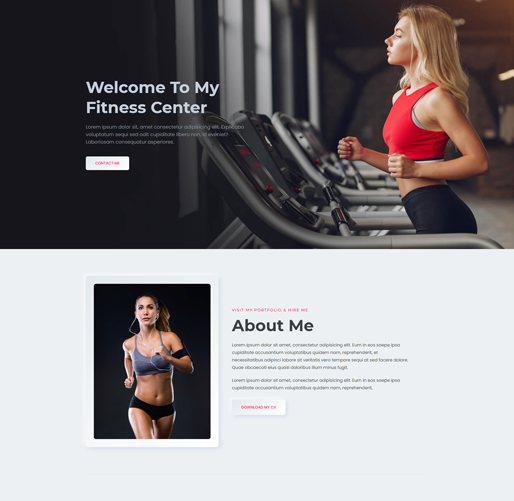 Welcome To My
Fitness Center
Lorem ipsum dolor sit, amet consectetur adipisicing elit. Explicabo
voluptatum sequi sed odit cupiditate libero non, id eveniet!
Laboriosam consequatur asperiores.
CONTACT ME
VISIT MY PORTFOLIO & HIRE ME
About Me
Lorem ipsum dolor sit, amet consectetur adipisicing elit. Eum in eos saepe ipsa
cupiditate accusantium voluptatibus quidem nam, reprehenderit, et
necessitatibus adipisci labore sit veritatis vero tempore sequi at sed facere dolore.
Quae obcaecati eius quasi doloribus illum minus fugit.
Lorem ipsum dolor sit, amet consectetur adipisicing elit. Eum in eos saepe ipsa
cupiditate accusantium voluptatibus quidem nam, reprehenderit,
DOWNLOAD MY CV